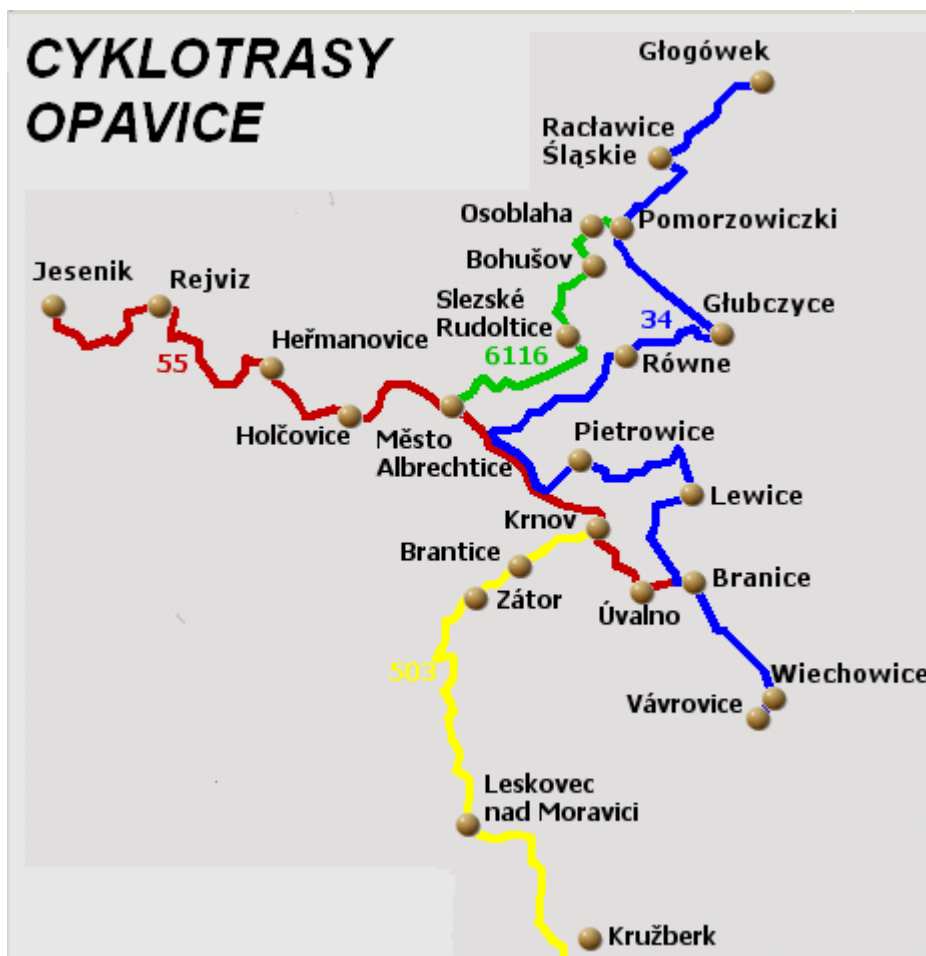 CYKLOTRASY
OPAVICE
Głogówek
Racławice
Śląskie
Osoblaha
Pomorzowiczki
Bohušov
Jesenik
Rejviz
Slezské
Rudoltice
Głubczyce
34
Heřmanovice
55
6116
Równe
Holčovice
Město
Albrechtice
Pietrowice
Lewice
Krnov
Brantice
Branice
Zátor
Úvalno
503
Wiechowice
Vávrovice
Leskovec
nad Moravici
Kružberk